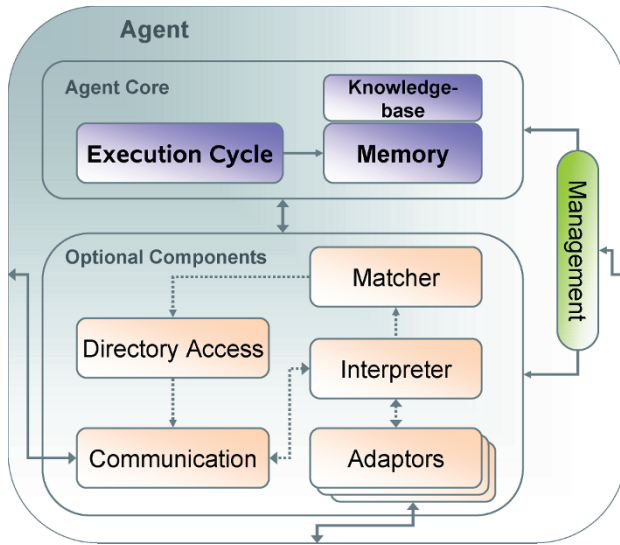 Agent
Agent Core
Knowledge-
base
Execution Cycle
Memory
Management
Optional Components
Matcher
Directory Access
Interpreter
Communication
Adaptors